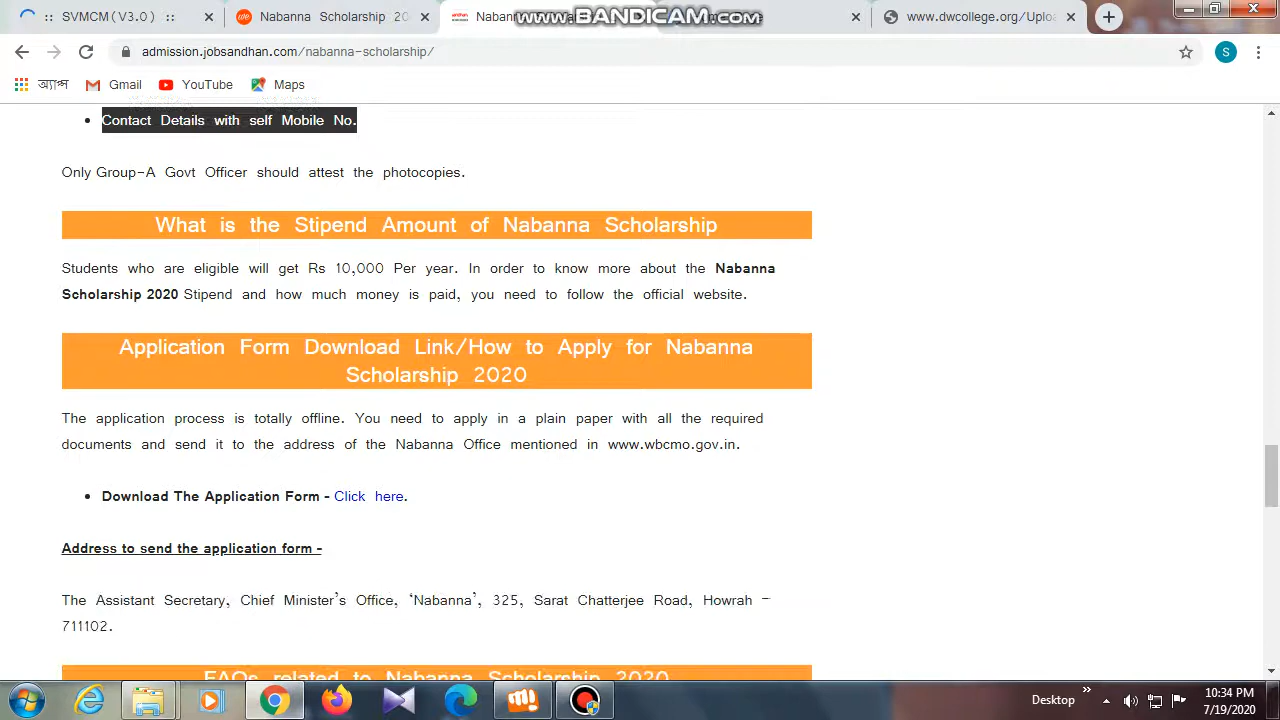 :: SVMCM (V3.0) ::
Nabanna Scholarship 20
Naban
www.BANDICAM.com
www.dwcollege.org/Uploa
admission.jobsandhan.com/nabanna-scholarship/
S
অ্যাপ্স
Gmail
YouTube
Maps
Contact Details with self Mobile No.
Only Group-A Govt Officer should attest the photocopies.
What is the Stipend Amount of Nabanna Scholarship
Students who are eligible will get Rs 10,000 Per year. In order to know more about the Nabanna
Scholarship 2020 Stipend and how much money is paid, you need to follow the official website.
Application Form Download Link/How to Apply for Nabanna
Scholarship 2020
The application process is totally offline. You need to apply in a plain paper with all the required
documents and send it to the address of the Nabanna Office mentioned in www.wbcmo.gov.in.
Download The Application Form - Click here.
Address to send the application form -
The Assistant Secretary, Chief Minister's Office, ‘Nabanna’, 325, Sarat Chatterjee Road, Howrah –
711102.
FAQs related to Nabanna Scholarship 2020
Desktop
10:34 PM
7/19/2020